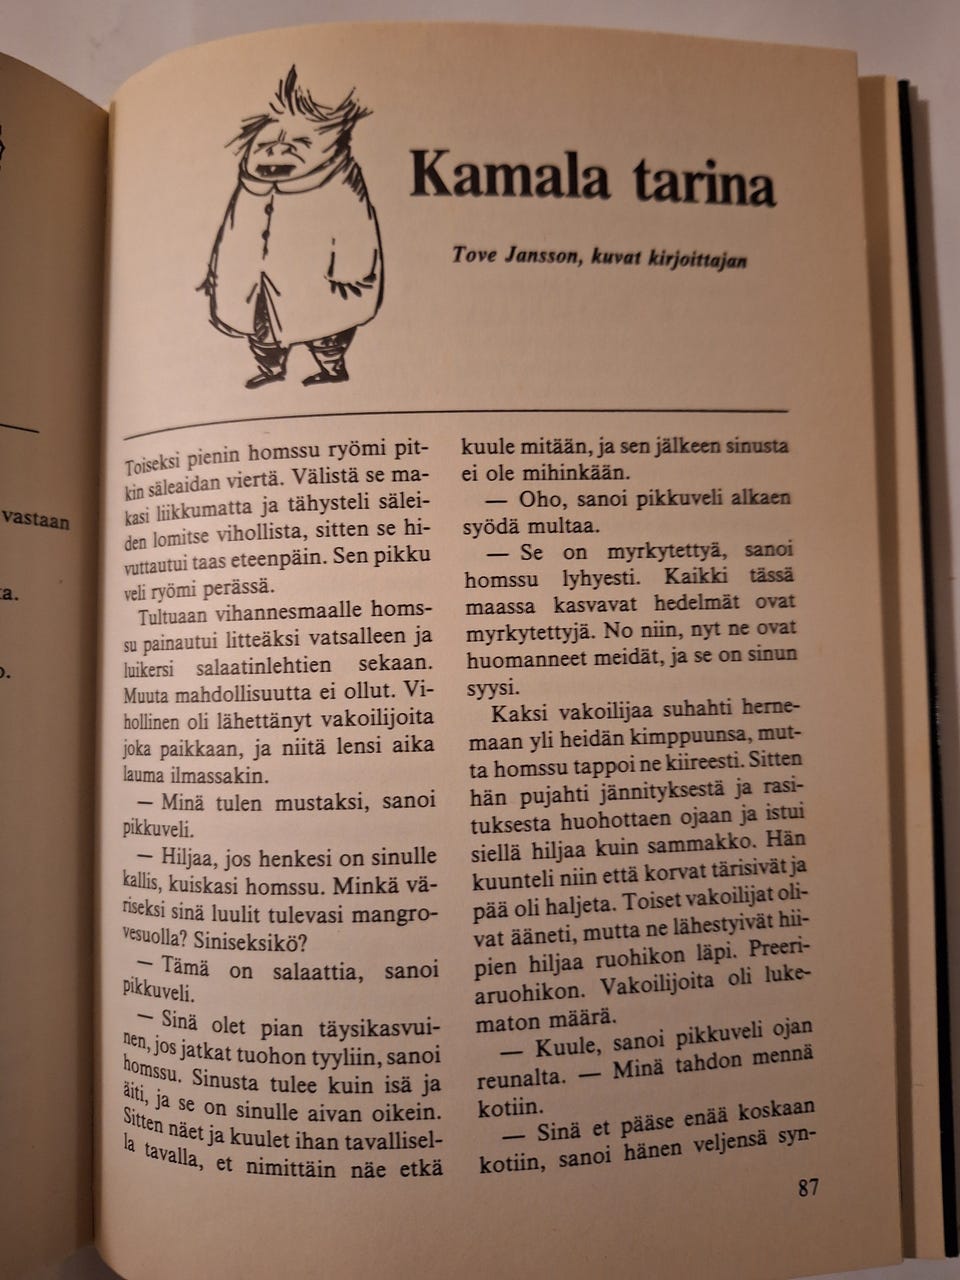 vastaan
Kamala tarina
Tove Jansson, kuvat kirjoittajan
Toiseksi pienin homssu ryömi pit-
kin säleaidan viertä. Välistä se ma-
kasi liikkumatta ja tähysteli sälei-
den lomitse vihollista, sitten se hi-
vuttautui taas eteenpäin. Sen pikku
veli ryömi perässä.
Tultuaan vihannesmaalle homs-
su painautui litteäksi vatsalleen ja
luikersi salaatinlehtien sekaan.
Muuta mahdollisuutta ei ollut. Vi-
hollinen oli lähettänyt vakoilijoita
joka paikkaan, ja niitä lensi aika
lauma ilmassakin.
— Minä tulen mustaksi, sanoi
pikkuveli.
— Hiljaa, jos henkesi on sinulle
kallis, kuiskasi homssu. Minkä vä-
riseksi sinä luulit tulevasi mangro-
vesuolla? Siniseksikö?
— Tämä on salaattia, sanoi
pikkuveli.
— Sinä olet pian täysikasvui-
nen, jos jatkat tuohon tyyliin, sanoi
homssu. Sinusta tulee kuin isä ja
äiti, ja se on sinulle aivan oikein.
Sitten näet ja kuulet ihan tavallisel-
la tavalla, et nimittäin näe etkä
kuule mitään, ja sen jälkeen sinusta
ei ole mihinkään.
— Oho, sanoi pikkuveli alkaen
syödä multaa.
— Se on myrkytettyä, sanoi
homssu lyhyesti. Kaikki tässä
maassa kasvavat hedelmät ovat
myrkytettyjä. No niin, nyt ne ovat
huomanneet meidät, ja se on sinun
syysi.
Kaksi vakoilijaa suhahti herne-
maan yli heidän kimppuunsa, mut-
ta homssu tappoi ne kiireesti. Sitten
hän pujahti jännityksestä ja rasi-
tuksesta huohottaen ojaan ja istui
siellä hiljaa kuin sammakko. Hän
kuunteli niin että korvat tärisivät ja
pää oli haljeta. Toiset vakoilijat oli-
vat ääneti, mutta ne lähestyivät hii-
pien hiljaa ruohikon läpi. Preeri-
aruohikon. Vakoilijoita oli luke-
maton määrä.
— Kuule, sanoi pikkuveli ojan
reunalta. — Minä tahdon mennä
kotiin.
— Sinä et pääse enää koskaan
kotiin, sanoi hänen veljensä syn-
87